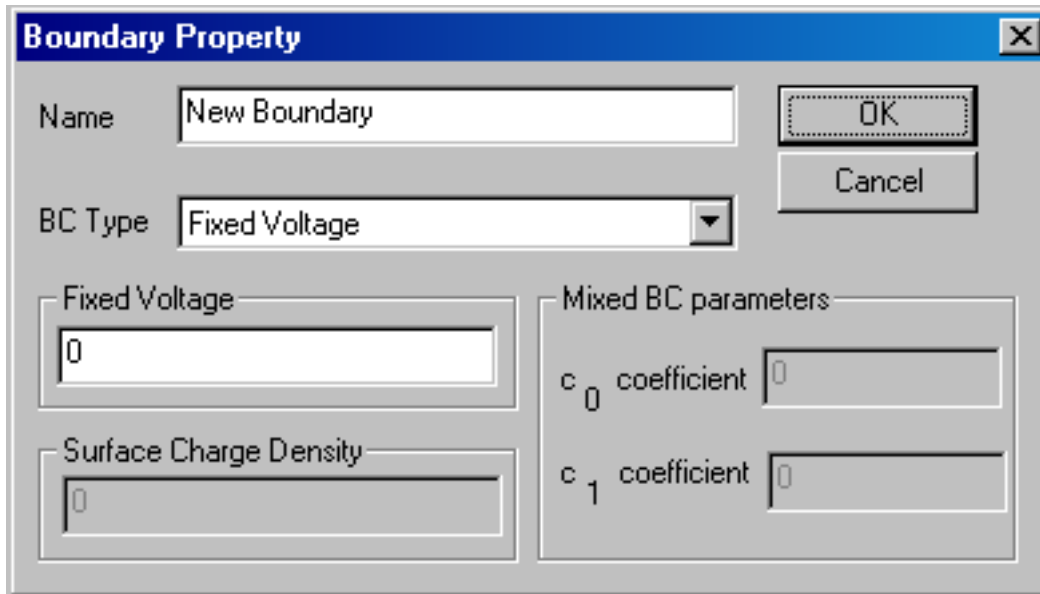 Boundary Property
Name
New Boundary
OK
Cancel
BC Type
Fixed Voltage
Fixed Voltage
0
Surface Charge Density
0
Mixed BC parameters
c 0 coefficient 0
c 1 coefficient 0